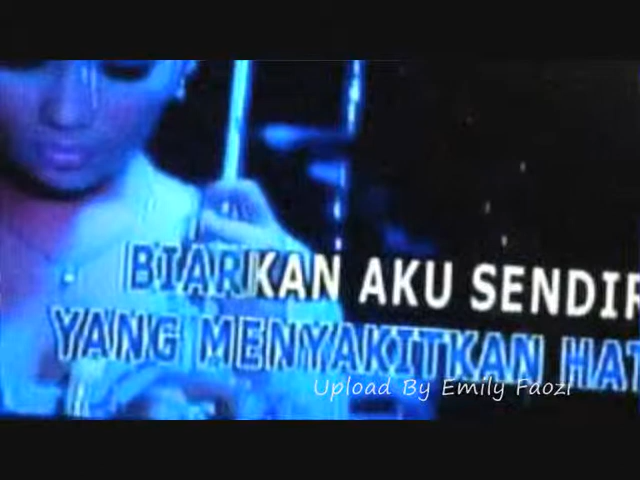 BIARKAN AKU SENDIR
YANG MENYAKITKAN HAT
Upload By Emily Faozi